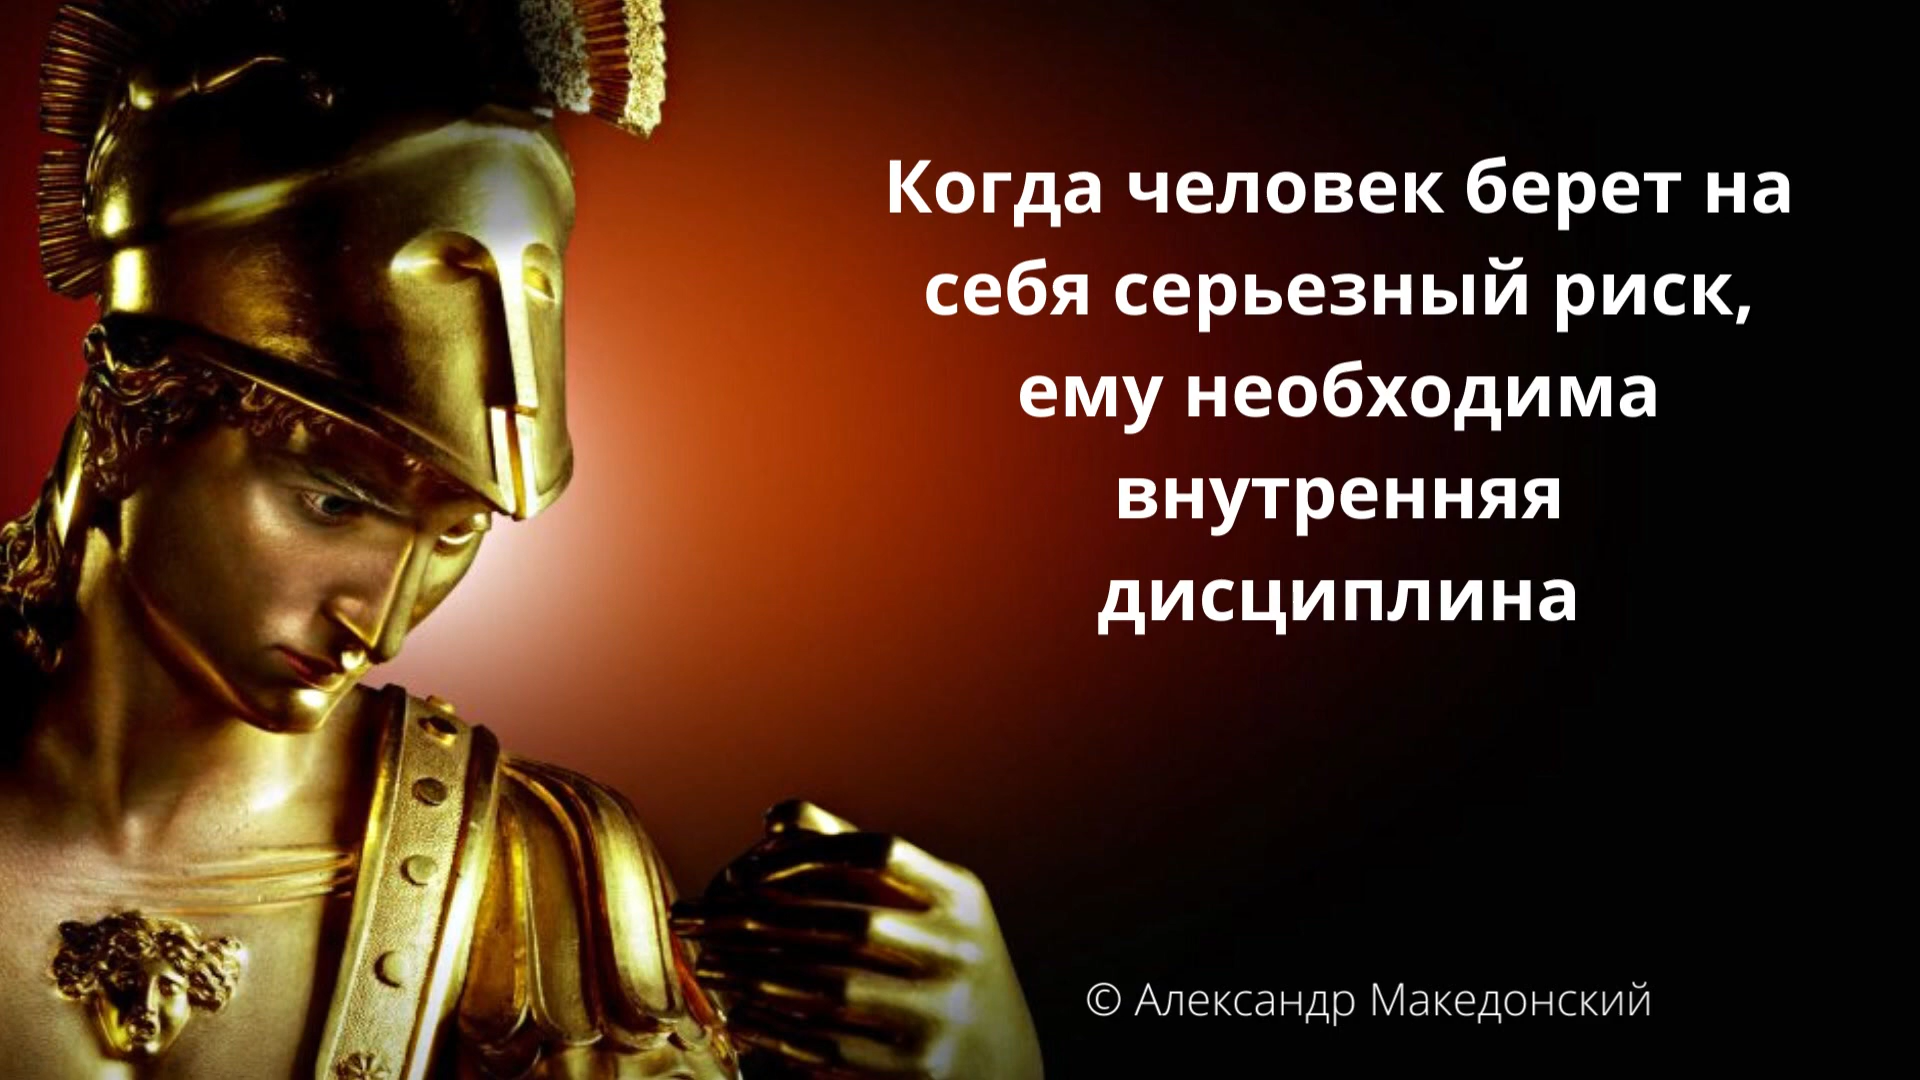 Когда человек берет на
себя серьезный риск,
ему необходима
внутренняя
дисциплина
© Александр Македонский